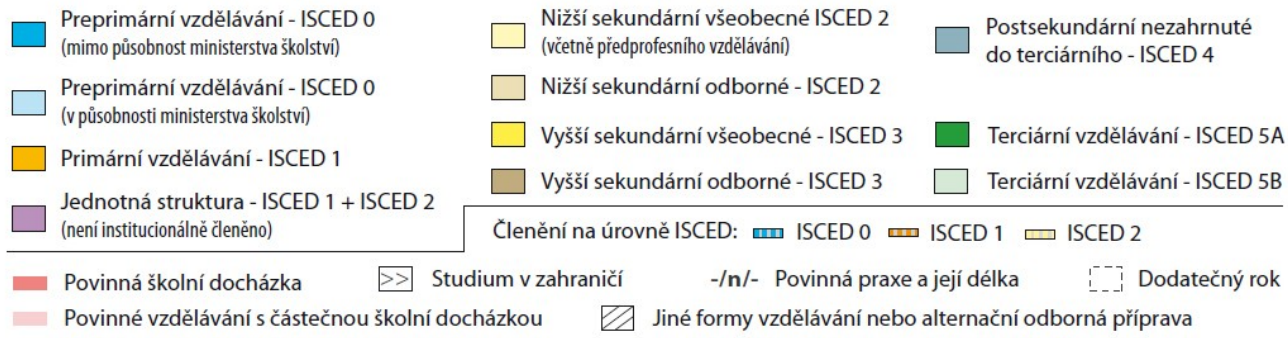 Preprimární vzdělávání - ISCED 0
(mimo působnost ministerstva školství)
Preprimární vzdělávání - ISCED 0
(v působnosti ministerstva školství)
Primární vzdělávání - ISCED 1
Jednotná struktura - ISCED 1 + ISCED 2
(není institucionálně členěno)
Nižší sekundární všeobecné ISCED 2
(včetně předprofesního vzdělávání)
Nižší sekundární odborné - ISCED 2
Vyšší sekundární všeobecné - ISCED 3
Vyšší sekundární odborné - ISCED 3
Postsekundární nezahrnuté
do terciárního - ISCED 4
Terciární vzdělávání - ISCED 5A
Terciární vzdělávání - ISCED 5B
Členění na úrovně ISCED: ISCED 0 ISCED 1 ISCED 2
Povinná školní docházka >> Studium v zahraničí -/n/- Povinná praxe a její délka Dodatečný rok
Povinné vzdělávání s částečnou školní docházkou Jiné formy vzdělávání nebo alternační odborná příprava